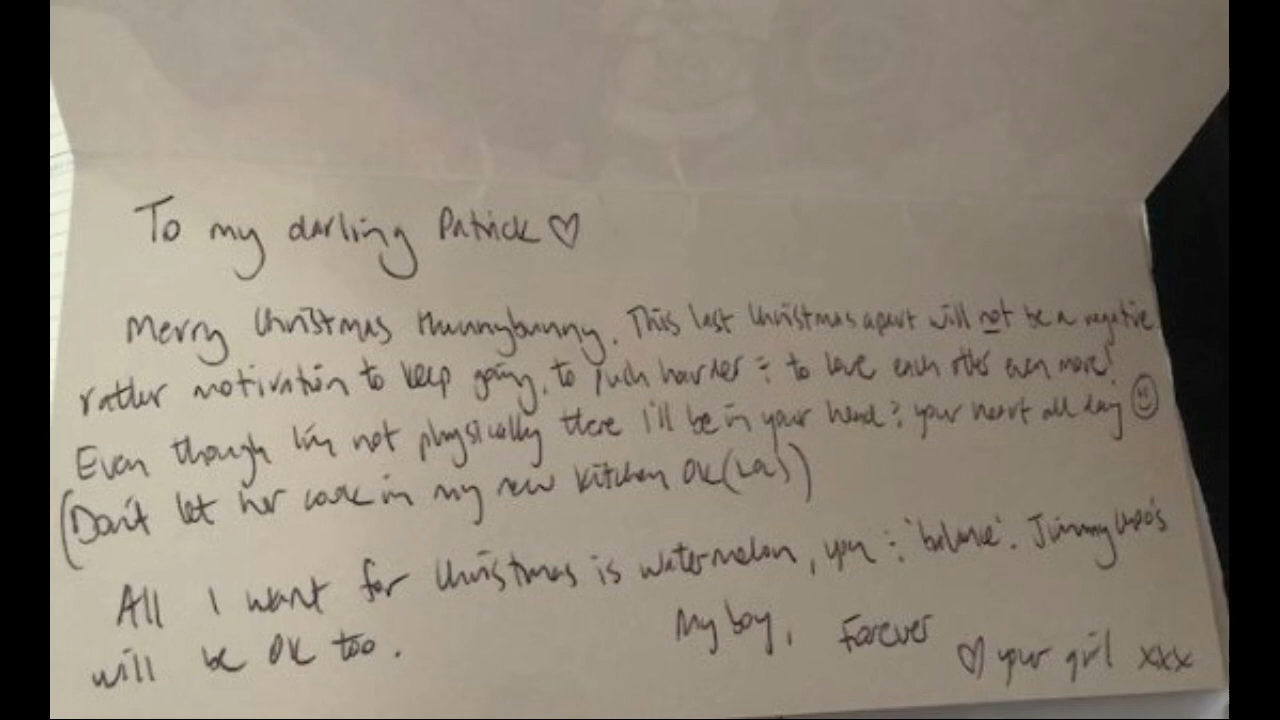 To my darling Patrick ♡
Merry Christmas Hunnybunny. This last Christmas apart will not be a negative
rather motivation to keep going, to push harder & to love each other even more!
Even though I'm not physically there I'll be in your head & your heart all day ☺
(Don't let her cook in my new kitchen OK (LOL))
All I want for Christmas is watermelon, you & 'balance'. Jimmy Choo's
will be OK too.
My boy, Forever
♡ your girl xxx